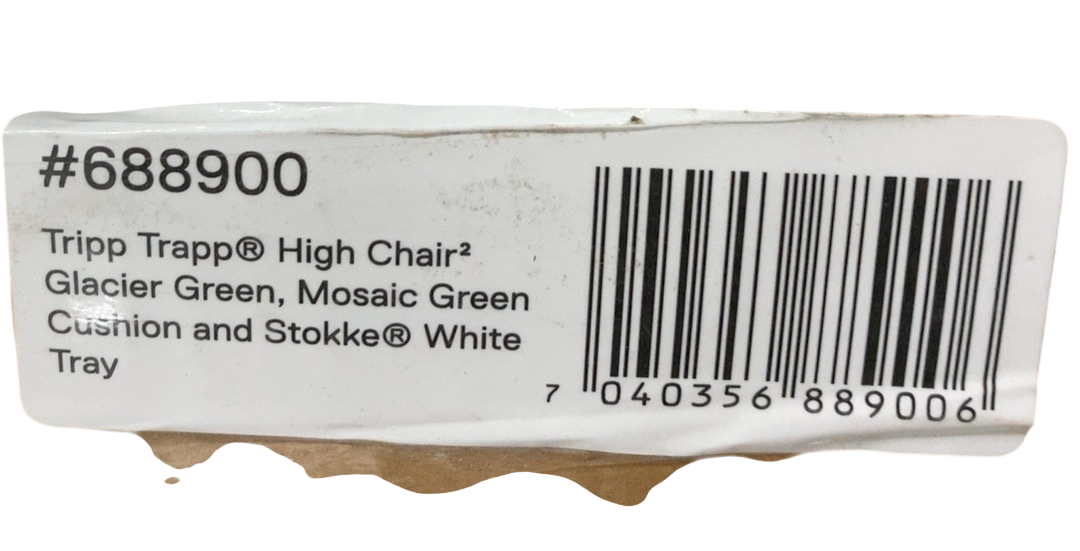 #688900
Tripp Trapp® High Chair²
Glacier Green, Mosaic Green
Cushion and Stokke® White
Tray
7 040356 889006